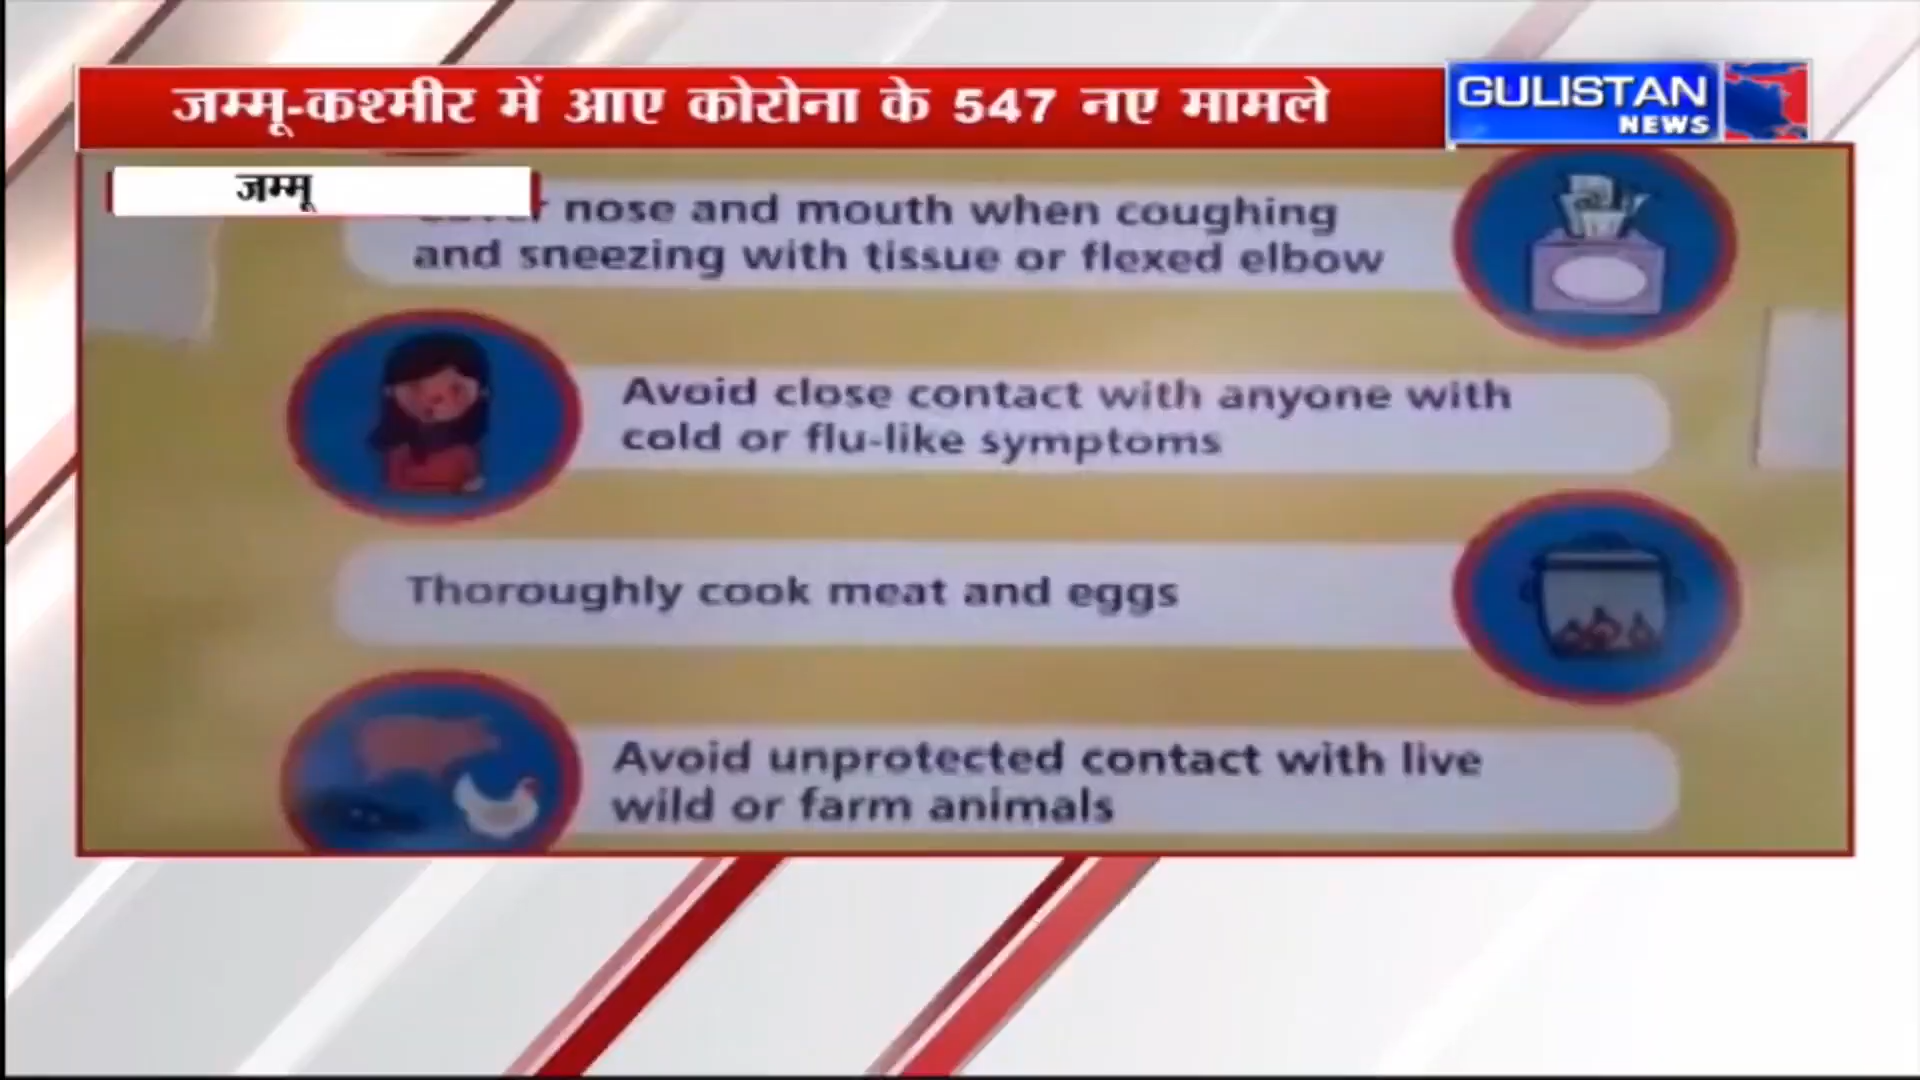 जम्मू-कश्मीर में आए कोरोना के 547 नए मामले
GULISTAN
NEWS
जम्मू
nose and mouth when coughing
and sneezing with tissue or flexed elbow
Avoid close contact with anyone with
cold or flu-like symptoms
Thoroughly cook meat and eggs
Avoid unprotected contact with live
wild or farm animals